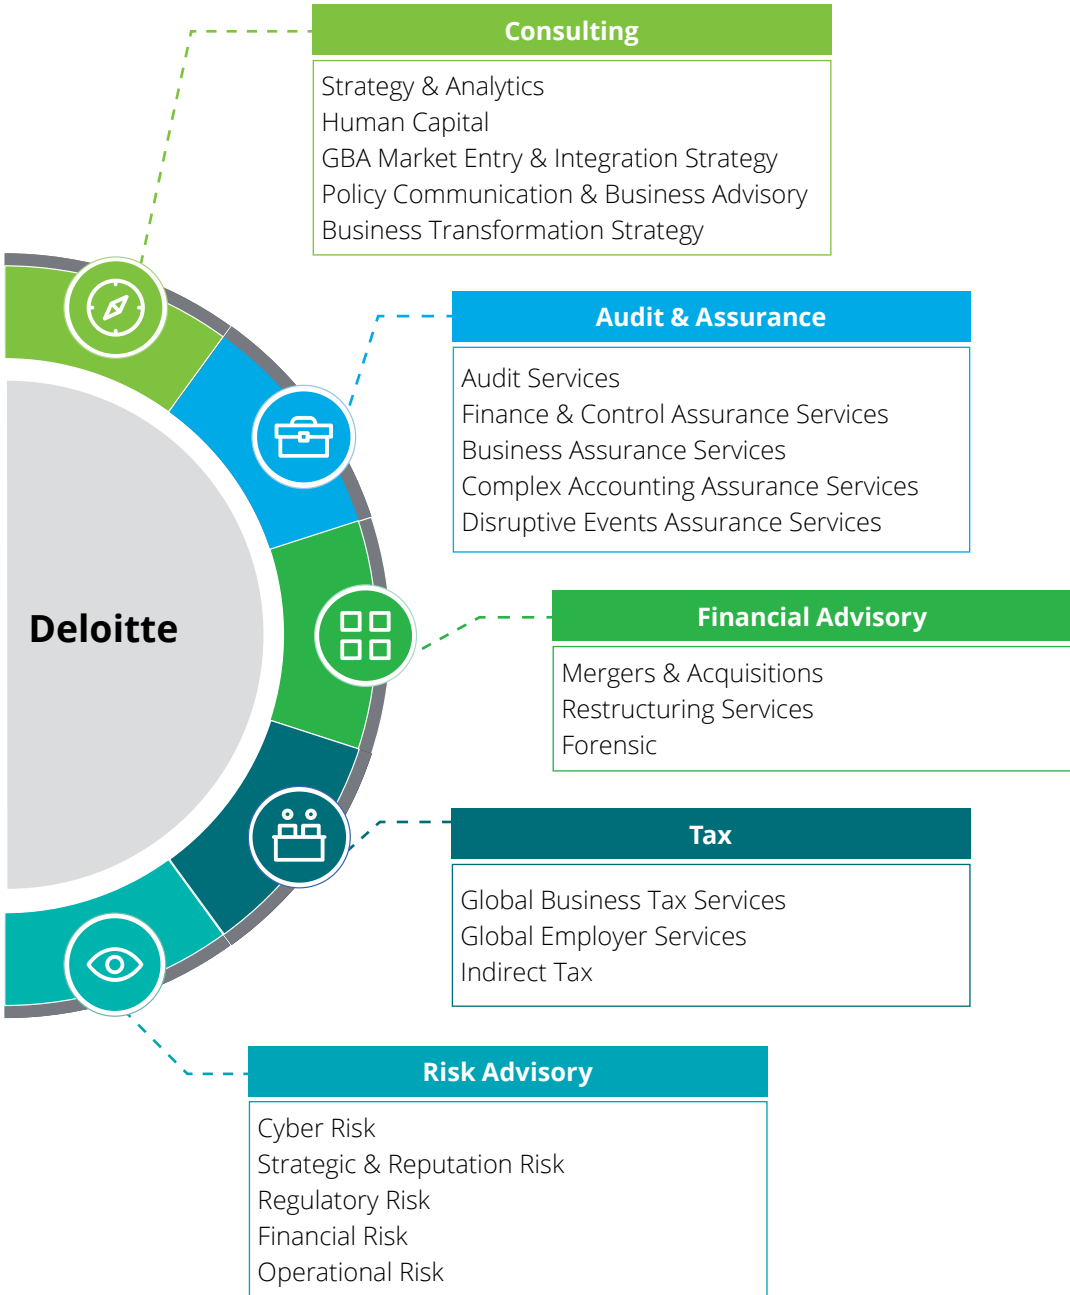 Consulting
Strategy & Analytics
Human Capital
GBA Market Entry & Integration Strategy
Policy Communication & Business Advisory
Business Transformation Strategy
Audit & Assurance
Audit Services
Finance & Control Assurance Services
Business Assurance Services
Complex Accounting Assurance Services
Disruptive Events Assurance Services
Deloitte
Financial Advisory
Mergers & Acquisitions
Restructuring Services
Forensic
Tax
Global Business Tax Services
Global Employer Services
Indirect Tax
Risk Advisory
Cyber Risk
Strategic & Reputation Risk
Regulatory Risk
Financial Risk
Operational Risk